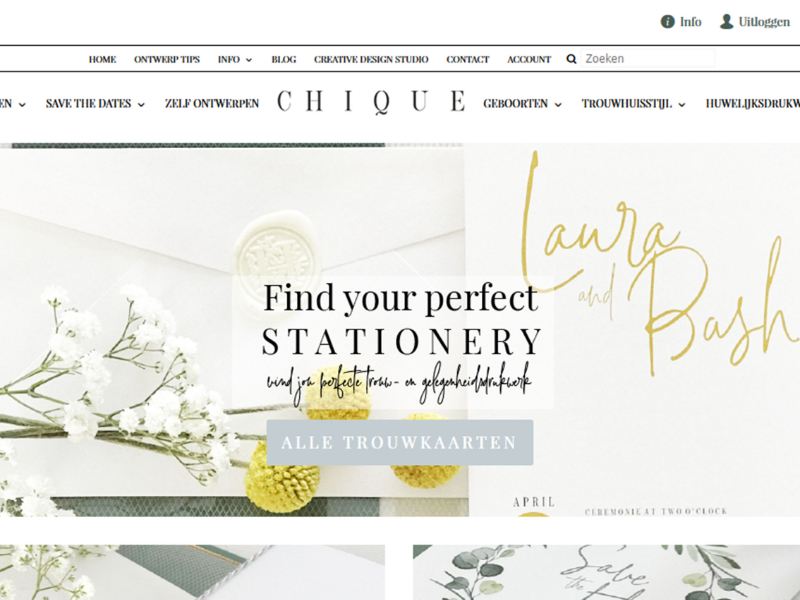 Info Uitloggen
HOME ONTWERP TIPS INFO BLOG CREATIVE DESIGN STUDIO CONTACT ACCOUNT Zoeken
EN SAVE THE DATES ZELF ONTWERPEN CHIQUE GEBOORTEN TROUWHUISSTIJL HUWELIJKSDRUKW
Laura
and
Bash
Find your perfect
STATIONERY
vind jou perfecte trouw- en gelegenheidsdrukwerk
ALLE TROUWKAARTEN
APRIL
CEREMONIE AT TWO O'CLOCK
Save
the